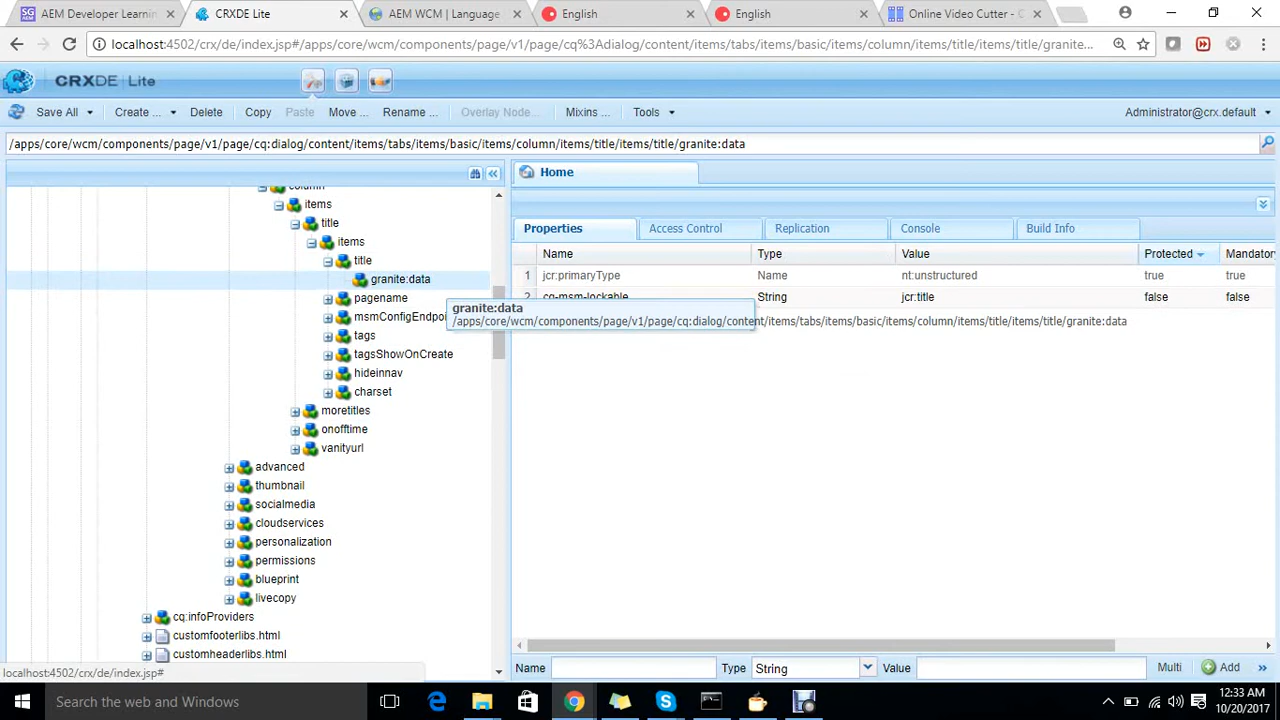 AEM Developer Learnin
CRXDE Lite
AEM WCM | Language
English
English
Online Video Cutter - C
localhost:4502/crx/de/index.jsp#/apps/core/wcm/components/page/v1/page/cq%3Adialog/content/items/tabs/items/basic/items/column/items/title/items/title/granite...
CRXDE | Lite
Save All
Create ...
Delete
Copy
Paste
Move ...
Rename ...
Overlay Node...
Mixins ...
Tools
Administrator@crx.default
/apps/core/wcm/components/page/v1/page/cq:dialog/content/items/tabs/items/basic/items/column/items/title/items/title/granite:data
Home
column
items
title
items
title
granite:data
pagename
msmConfigEndpoi
tags
tagsShowOnCreate
hideinnav
charset
moretitles
onofftime
vanityurl
advanced
thumbnail
socialmedia
cloudservices
personalization
permissions
blueprint
livecopy
cq:infoProviders
customfooterlibs.html
customheaderlibs.html
granite:data
/apps/core/wcm/components/page/v1/page/cq:dialog/content/items/tabs/items/basic/items/column/items/title/items/title/granite:data
Properties
Access Control
Replication
Console
Build Info
Name Type Value Protected Mandatory
1 jcr:primaryType Name nt:unstructured true true
2 cq-msm-lockable String jcr:title false false
Name
Type
String
Value
Multi
Add
localhost:4502/crx/de/index.jsp#
Search the web and Windows
12:33 AM
10/20/2017